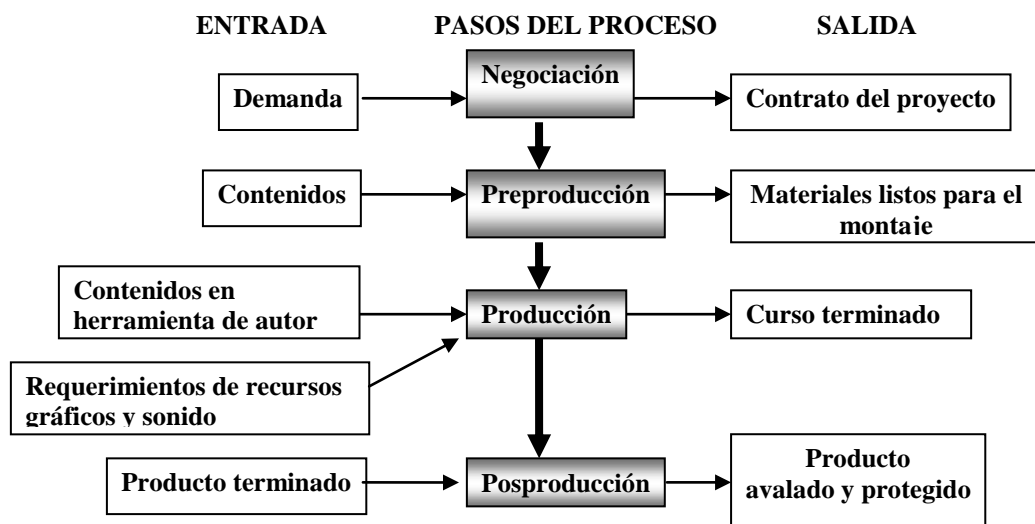 ENTRADA PASOS DEL PROCESO SALIDA
Demanda
Negociación
Contrato del proyecto
Contenidos
Preproducción
Materiales listos para el
montaje
Contenidos en
herramienta de autor
Producción
Curso terminado
Requerimientos de recursos
gráficos y sonido
Producto terminado
Posproducción
Producto
avalado y protegido